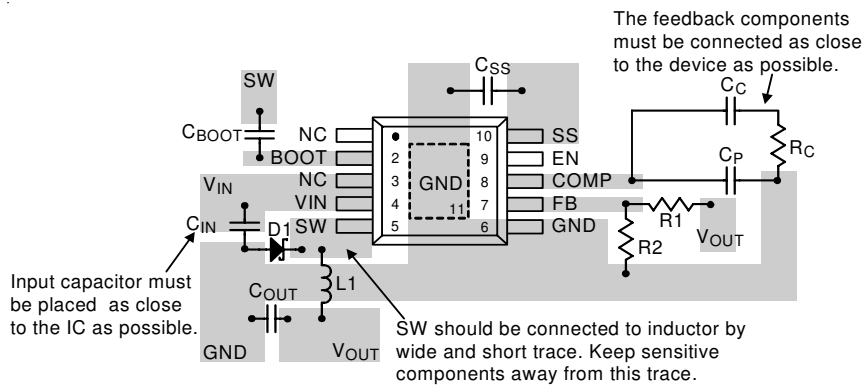 The feedback components
must be connected as close
to the device as possible.
CSS
SW
CC
CBOOT
NC
10
SS
RC
BOOT
2
9
EN
CP
NC
3
GND
8
COMP
VIN
VIN
4
11
7
FB
R1
CIN
D1
SW
5
6
GND
VOUT
R2
Input capacitor must
be placed as close
to the IC as possible.
L1
COUT
SW should be connected to inductor by
wide and short trace. Keep sensitive
components away from this trace.
GND
VOUT